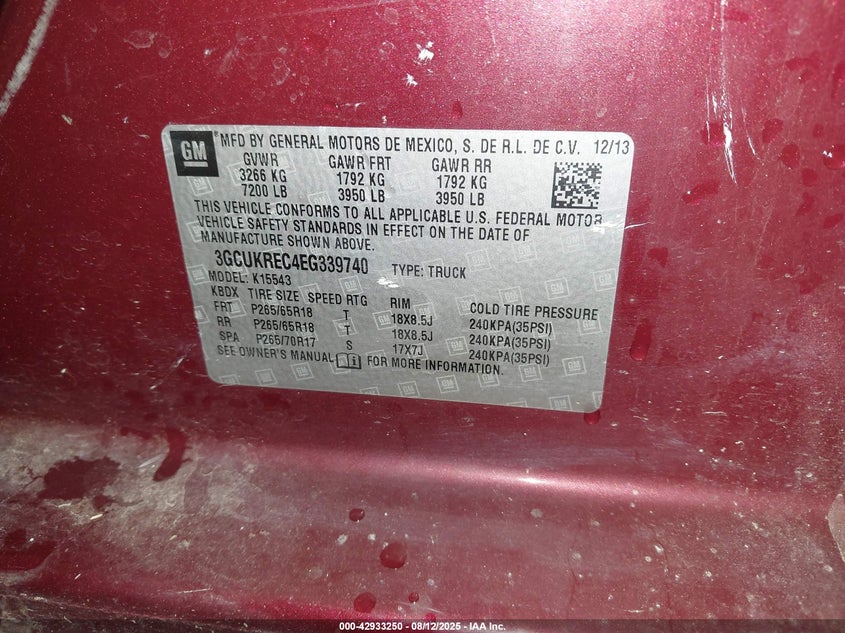 GM
® MFD BY GENERAL MOTORS DE MEXICO, S. DE R.L. DE C.V. 12/13
GVWR GAWR FRT GAWR RR
3266 KG 1792 KG 1792 KG
7200 LB 3950 LB 3950 LB
THIS VEHICLE CONFORMS TO ALL APPLICABLE U.S. FEDERAL MOTOR
VEHICLE SAFETY STANDARDS IN EFFECT ON THE DATE OF
MANUFACTURE SHOWN ABOVE.
3GCUKREC4EG339740 TYPE: TRUCK
MODEL: K15543
KBDX TIRE SIZE SPEED RTG RIM COLD TIRE PRESSURE
FRT P265/65R18 T 18X8.5J 240KPA(35PSI)
RR P265/65R18 T 18X8.5J 240KPA(35PSI)
SPA P265/70R17 S 17X7J 240KPA(35PSI)
SEE OWNER'S MANUAL FOR MORE INFORMATION.
000-42933250 - 08/12/2025 - IAA Inc.